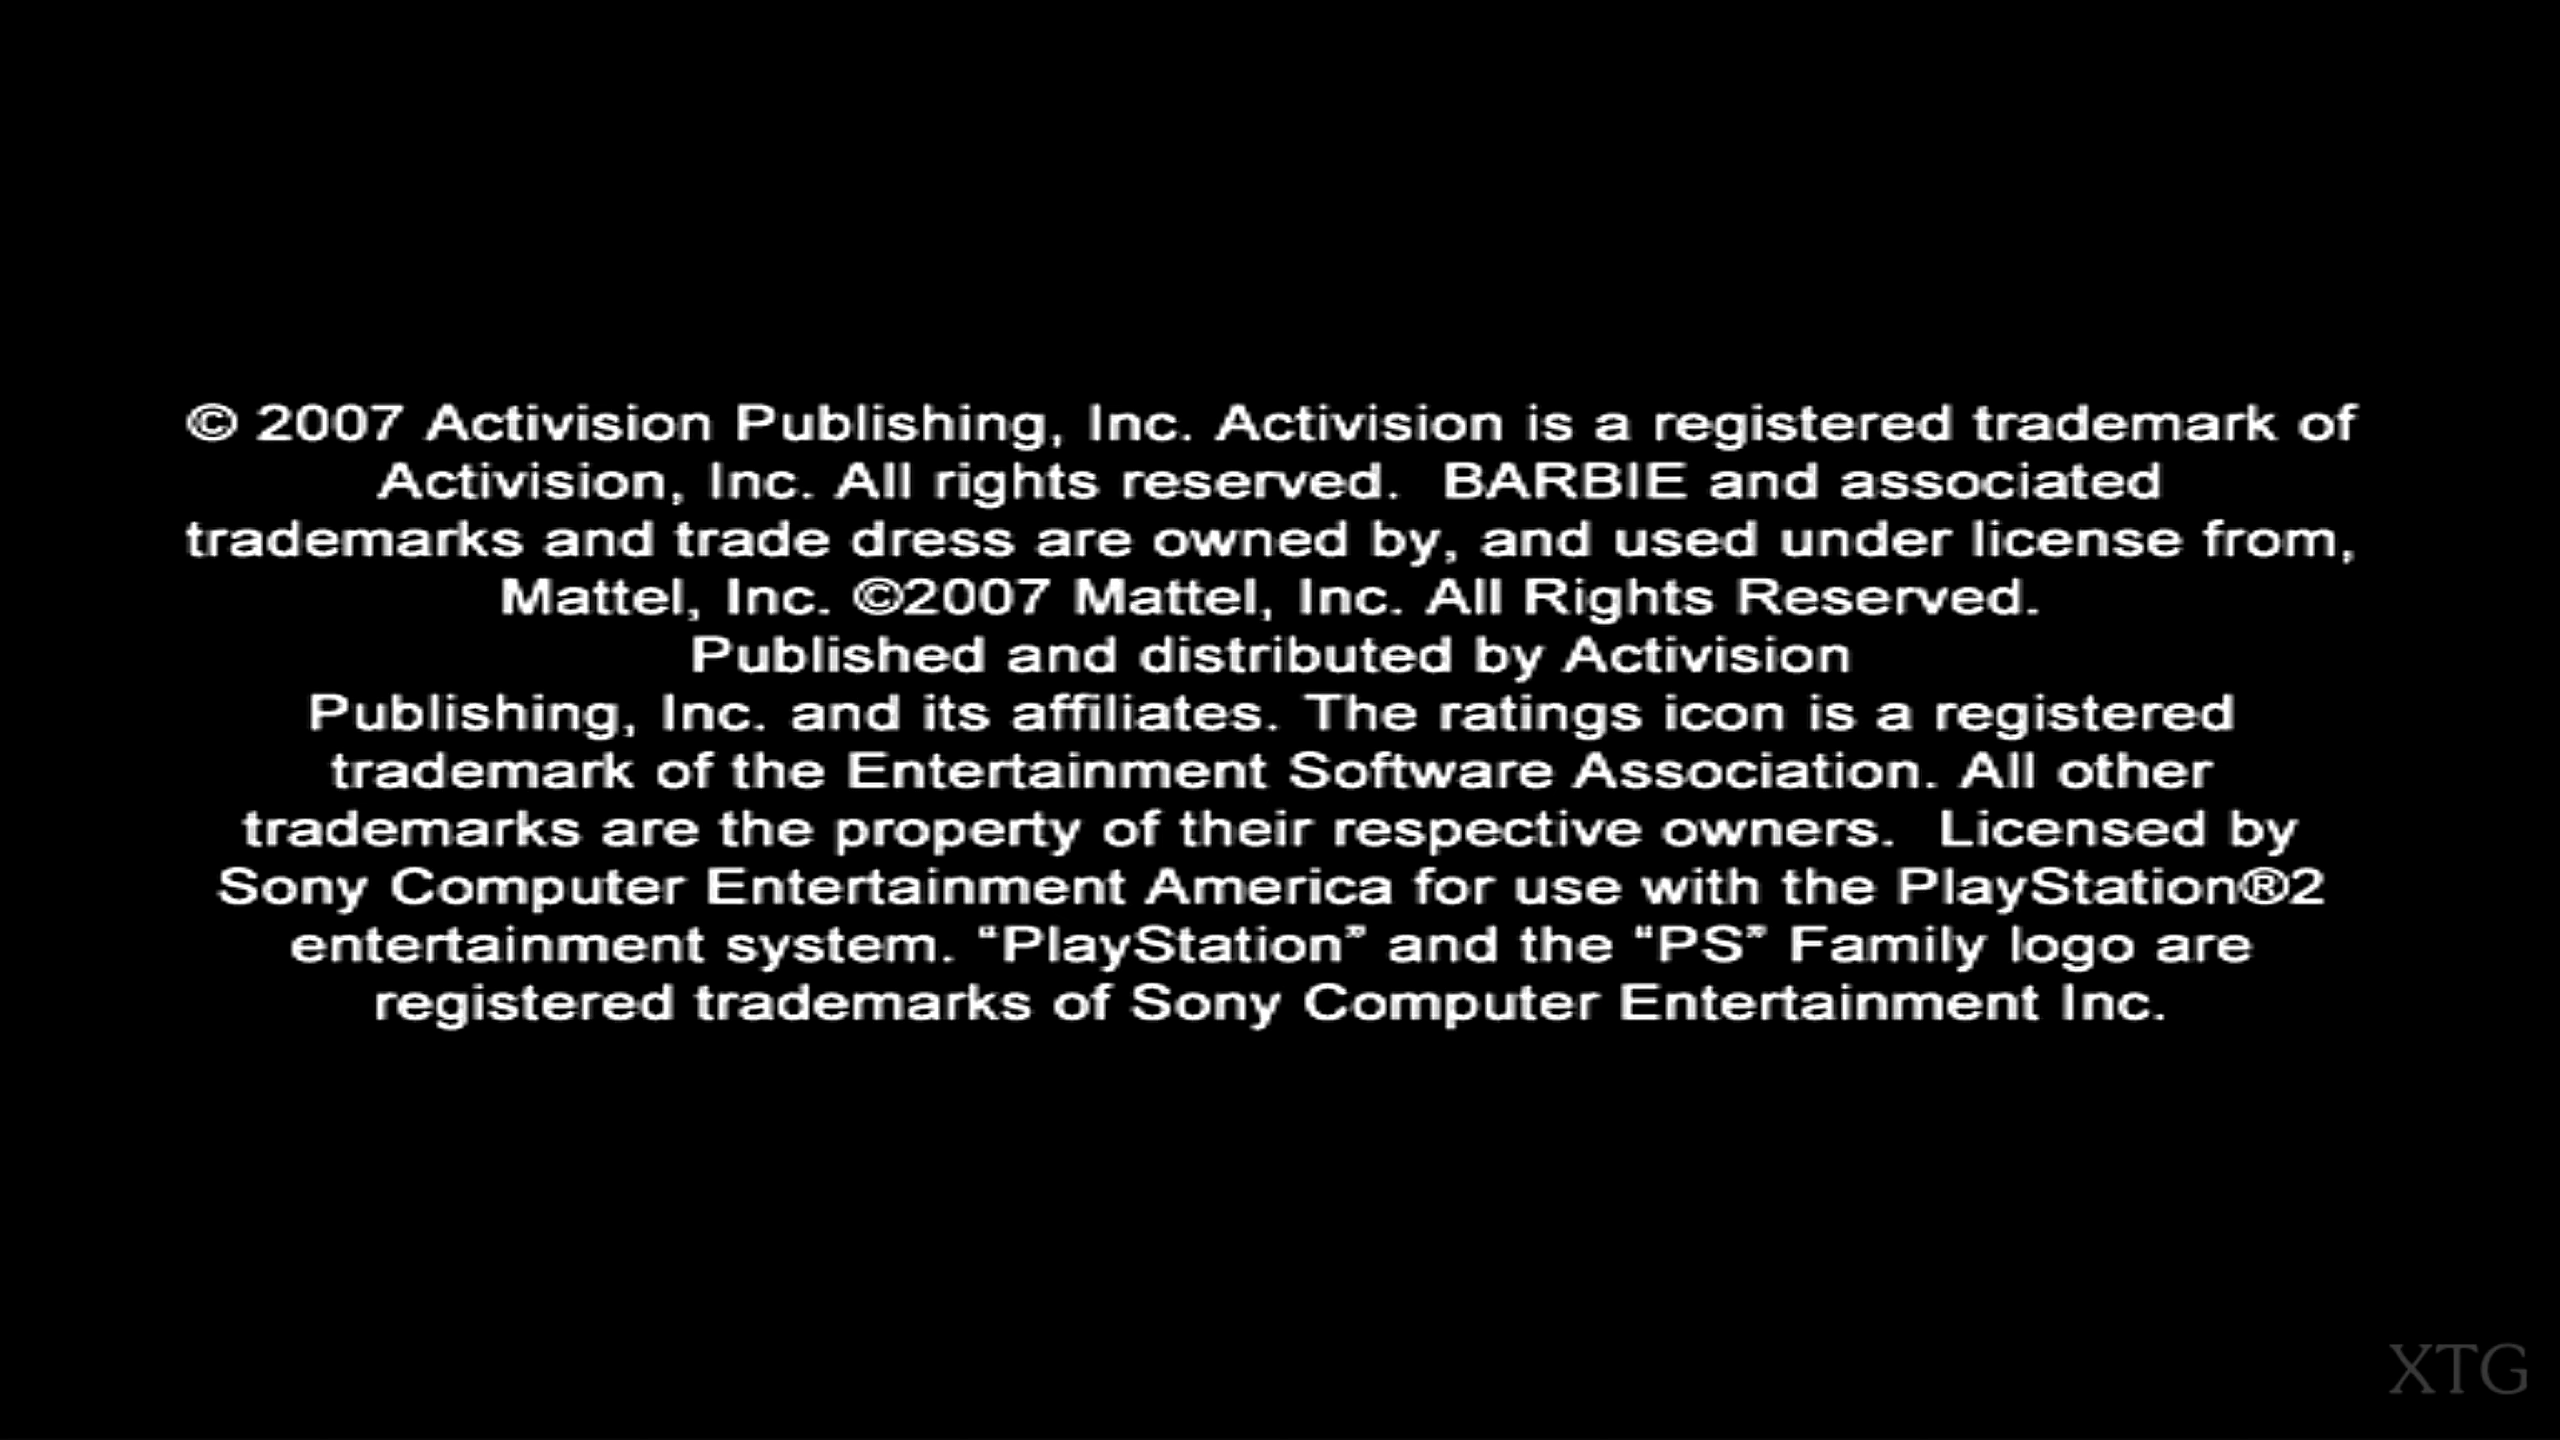 © 2007 Activision Publishing, Inc. Activision is a registered trademark of
Activision, Inc. All rights reserved.  BARBIE and associated
trademarks and trade dress are owned by, and used under license from,
Mattel, Inc. ©2007 Mattel, Inc. All Rights Reserved.
Published and distributed by Activision
Publishing, Inc. and its affiliates. The ratings icon is a registered
trademark of the Entertainment Software Association. All other
trademarks are the property of their respective owners.  Licensed by
Sony Computer Entertainment America for use with the PlayStation®2
entertainment system. “PlayStation” and the “PS” Family logo are
registered trademarks of Sony Computer Entertainment Inc.
XTG